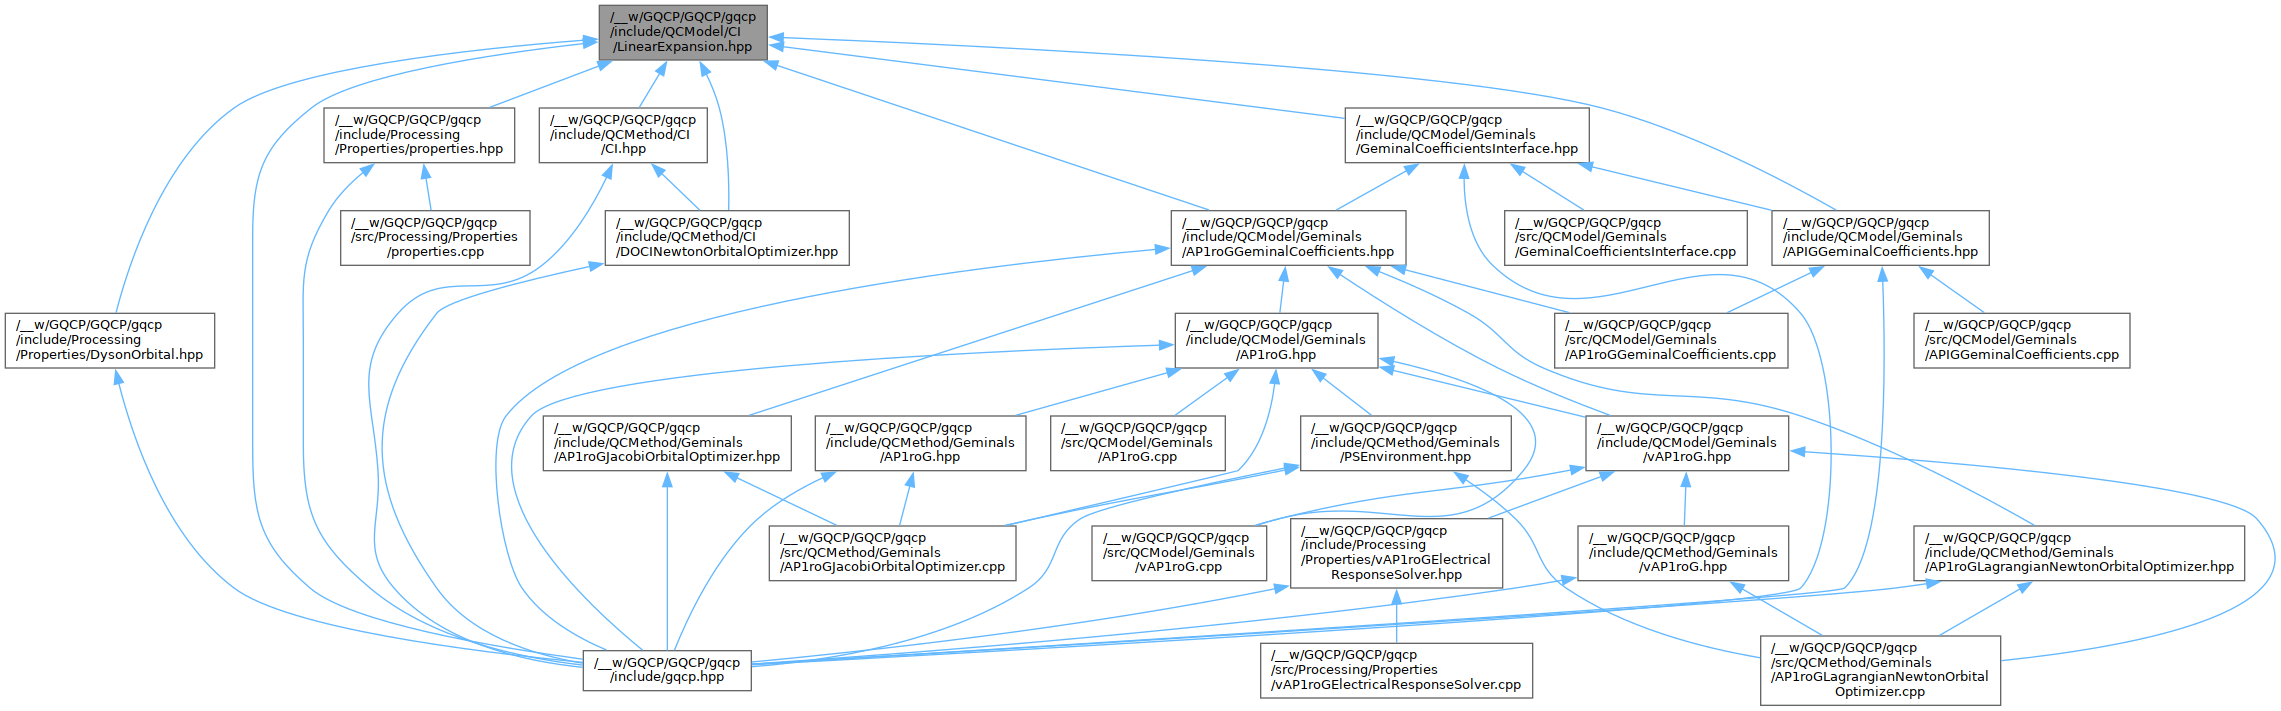 /__w/GQCP/GQCP/gqcp
/include/QCModel/CI
/LinearExpansion.hpp
/__w/GQCP/GQCP/gqcp
/include/Processing
/Properties/properties.hpp
/__w/GQCP/GQCP/gqcp
/include/QCMethod/CI
/CI.hpp
/__w/GQCP/GQCP/gqcp
/include/QCModel/Geminals
/GeminalCoefficientsInterface.hpp
/__w/GQCP/GQCP/gqcp
/src/Processing/Properties
/properties.cpp
/__w/GQCP/GQCP/gqcp
/include/QCMethod/CI
/DOCINewtonOrbitalOptimizer.hpp
/__w/GQCP/GQCP/gqcp
/include/QCModel/Geminals
/AP1roGGeminalCoefficients.hpp
/__w/GQCP/GQCP/gqcp
/src/QCModel/Geminals
/GeminalCoefficientsInterface.cpp
/__w/GQCP/GQCP/gqcp
/include/QCModel/Geminals
/APIGGeminalCoefficients.hpp
/__w/GQCP/GQCP/gqcp
/include/Processing
/Properties/DysonOrbital.hpp
/__w/GQCP/GQCP/gqcp
/include/QCModel/Geminals
/AP1roG.hpp
/__w/GQCP/GQCP/gqcp
/src/QCModel/Geminals
/AP1roGGeminalCoefficients.cpp
/__w/GQCP/GQCP/gqcp
/src/QCModel/Geminals
/APIGGeminalCoefficients.cpp
/__w/GQCP/GQCP/gqcp
/include/QCMethod/Geminals
/AP1roGJacobiOrbitalOptimizer.hpp
/__w/GQCP/GQCP/gqcp
/include/QCMethod/Geminals
/AP1roG.hpp
/__w/GQCP/GQCP/gqcp
/src/QCModel/Geminals
/AP1roG.cpp
/__w/GQCP/GQCP/gqcp
/include/QCMethod/Geminals
/PSEnvironment.hpp
/__w/GQCP/GQCP/gqcp
/include/QCModel/Geminals
/vAP1roG.hpp
/__w/GQCP/GQCP/gqcp
/src/QCMethod/Geminals
/AP1roGJacobiOrbitalOptimizer.cpp
/__w/GQCP/GQCP/gqcp
/src/QCModel/Geminals
/vAP1roG.cpp
/__w/GQCP/GQCP/gqcp
/include/Processing
/Properties/vAP1roGElectrical
ResponseSolver.hpp
/__w/GQCP/GQCP/gqcp
/include/QCMethod/Geminals
/vAP1roG.hpp
/__w/GQCP/GQCP/gqcp
/include/QCMethod/Geminals
/AP1roGLagrangianNewtonOrbitalOptimizer.hpp
/__w/GQCP/GQCP/gqcp
/include/gqcp.hpp
/__w/GQCP/GQCP/gqcp
/src/Processing/Properties
/vAP1roGElectricalResponseSolver.cpp
/__w/GQCP/GQCP/gqcp
/src/QCMethod/Geminals
/AP1roGLagrangianNewtonOrbital
Optimizer.cpp